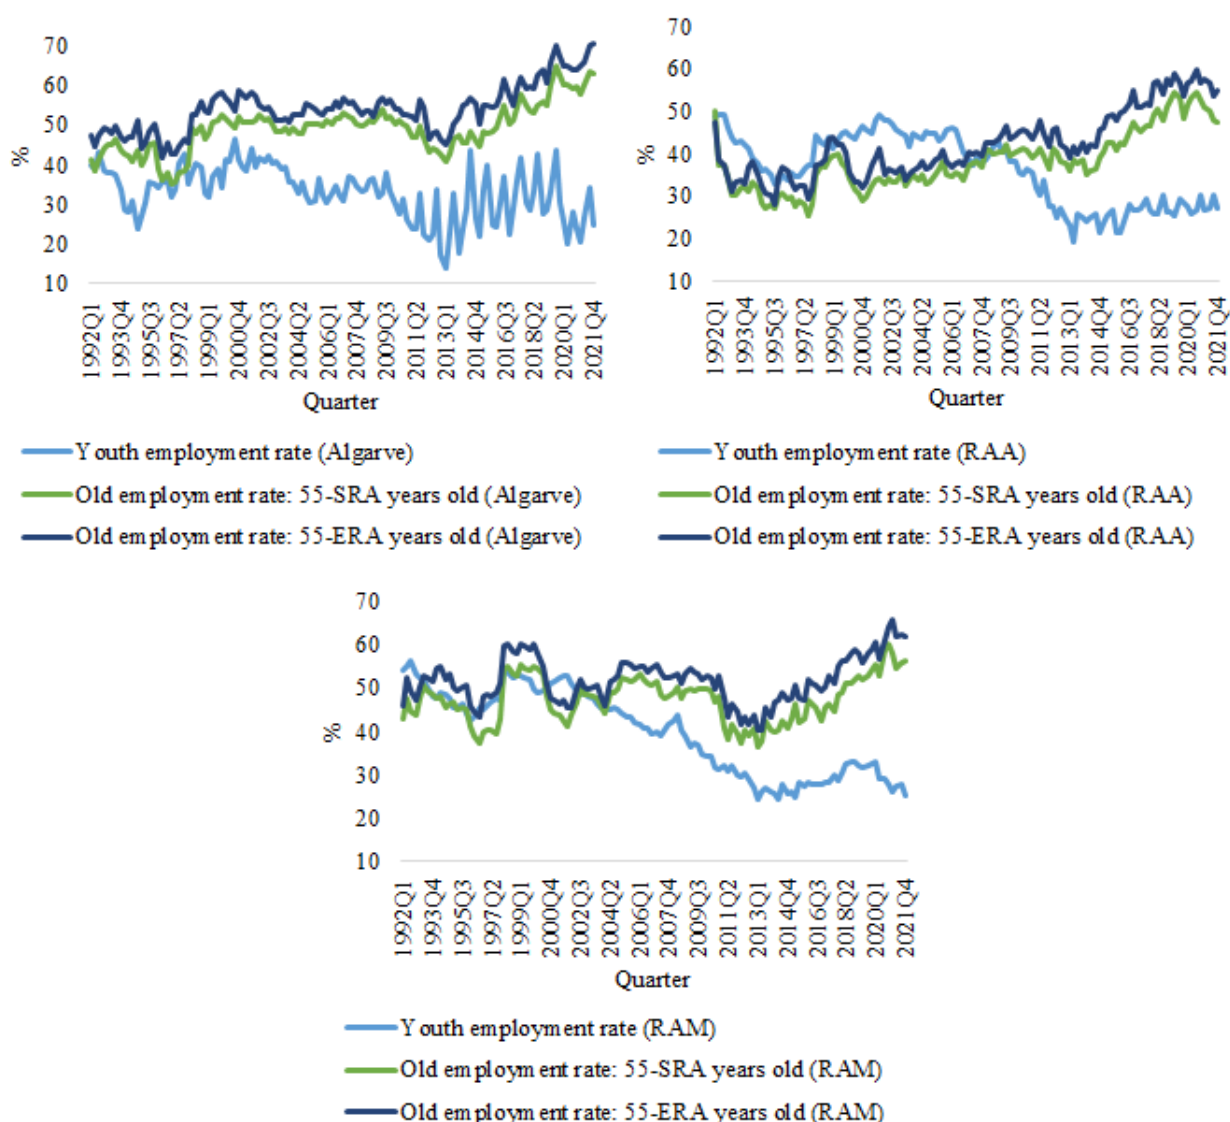 70
60
50
40
30
20
10
%
1992Q1
1993Q4
1995Q3
1997Q2
1999Q1
2000Q4
2002Q3
2004Q2
2006Q1
2007Q4
2009Q3
2011Q2
2013Q1
2014Q4
2016Q3
2018Q2
2020Q1
2021Q4
Quarter
Youth employment rate (Algarve)
Old employment rate: 55-SRA years old (Algarve)
Old employment rate: 55-ERA years old (Algarve)
70
60
50
40
30
20
10
%
1992Q1
1993Q4
1995Q3
1997Q2
1999Q1
2000Q4
2002Q3
2004Q2
2006Q1
2007Q4
2009Q3
2011Q2
2013Q1
2014Q4
2016Q3
2018Q2
2020Q1
2021Q4
Quarter
Youth employment rate (RAA)
Old employment rate: 55-SRA years old (RAA)
Old employment rate: 55-ERA years old (RAA)
70
60
50
40
30
20
10
%
1992Q1
1993Q4
1995Q3
1997Q2
1999Q1
2000Q4
2002Q3
2004Q2
2006Q1
2007Q4
2009Q3
2011Q2
2013Q1
2014Q4
2016Q3
2018Q2
2020Q1
2021Q4
Quarter
Youth employment rate (RAM)
Old employment rate: 55-SRA years old (RAM)
Old employment rate: 55-ERA years old (RAM)